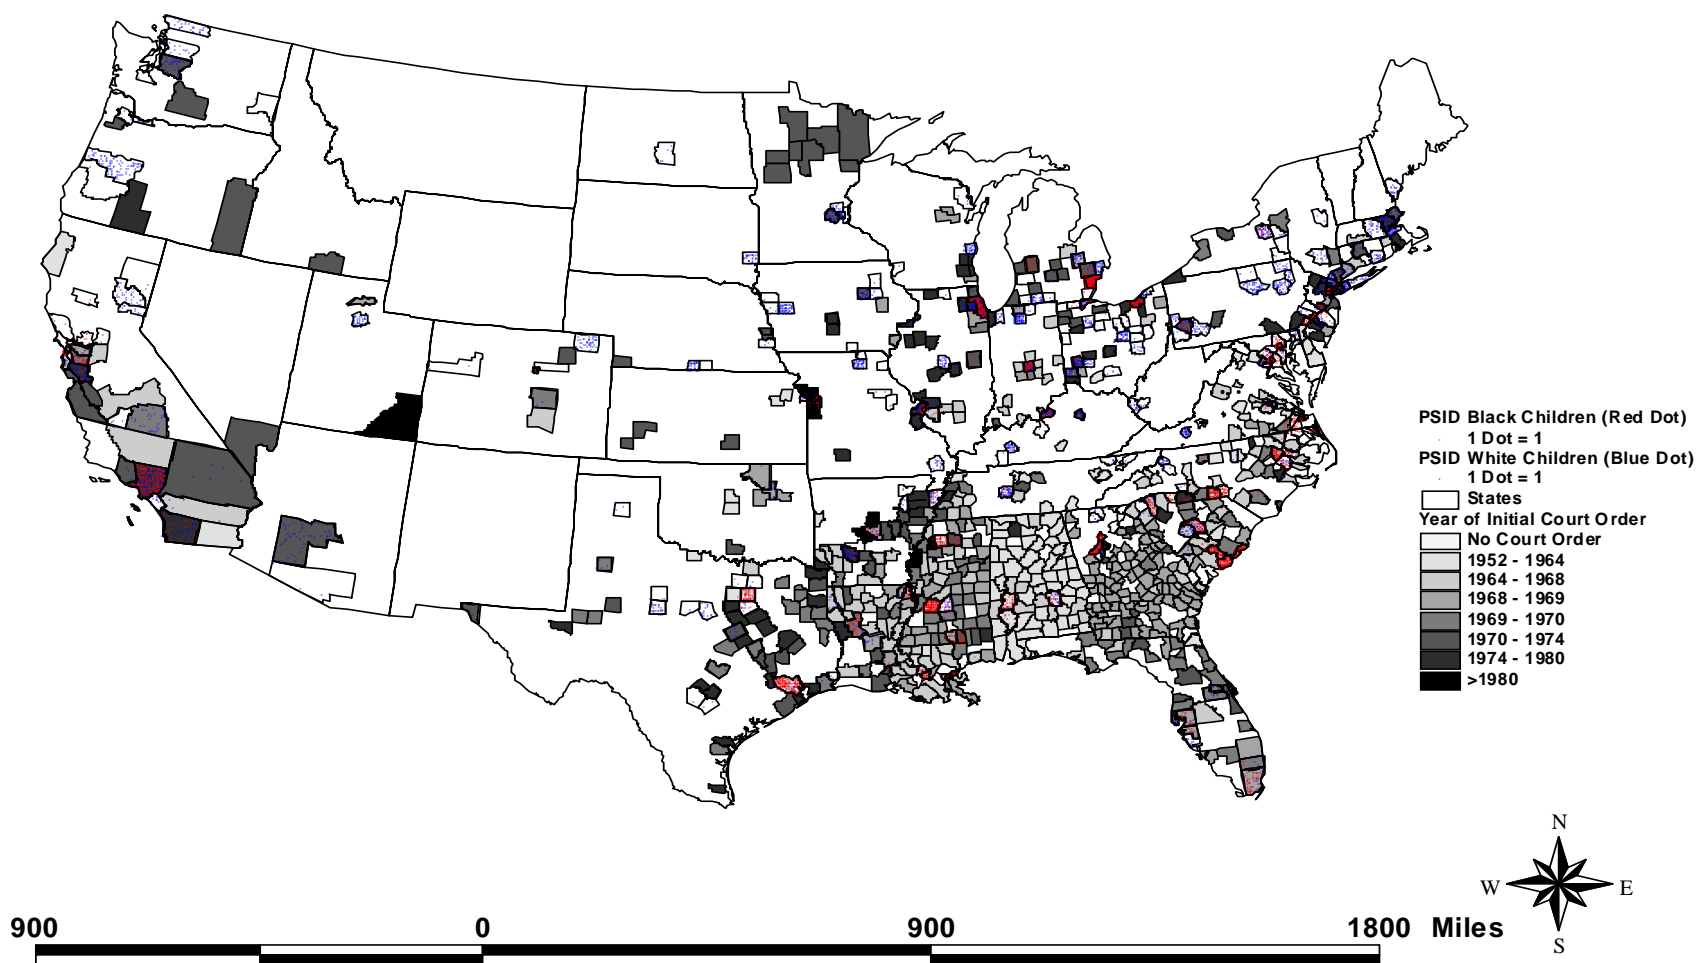 PSID Black Children (Red Dot)
1 Dot = 1
PSID White Children (Blue Dot)
1 Dot = 1
States
Year of Initial Court Order
No Court Order
1952 - 1964
1964 - 1968
1968 - 1969
1969 - 1970
1970 - 1974
1974 - 1980
>1980
N
W E
S
900 0 900 1800 Miles